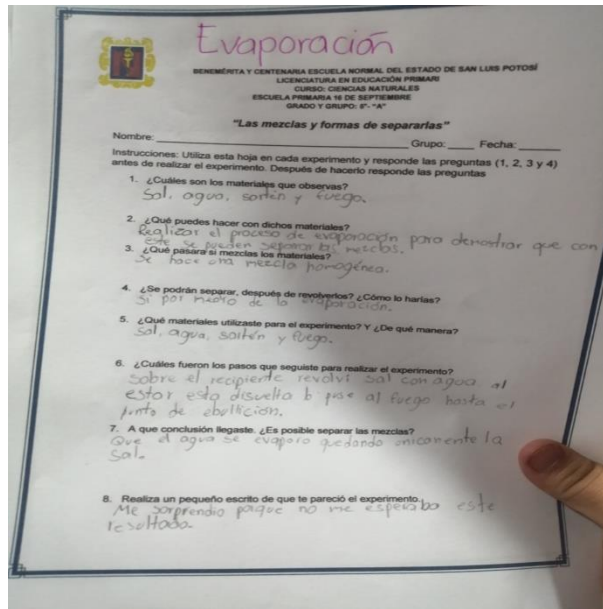 Evaporación
BENEMÉRITA Y CENTENARIA ESCUELA NORMAL DEL ESTADO DE SAN LUIS POTOSÍ
LICENCIATURA EN EDUCACIÓN PRIMARI
CURSO: CIENCIAS NATURALES
ESCUELA PRIMARIA 16 DE SEPTIEMBRE
GRADO Y GRUPO: 6°- "A"
"Las mezclas y formas de separarlas"
Nombre: Grupo: Fecha:
Instrucciones: Utiliza esta hoja en cada experimento y responde las preguntas (1, 2, 3 y 4)
antes de realizar el experimento. Después de hacerlo responde las preguntas
1. ¿Cuáles son los materiales que observas?
Sal, agua, sartén y fuego.
2. ¿Qué puedes hacer con dichos materiales?
Realizar el proceso de evaporación para demostrar que con
este se pueden separar las mezclas.
3. ¿Qué pasara si mezclas los materiales?
Se hace una mezcla homogénea.
4. ¿Se podrán separar, después de revolverlos? ¿Cómo lo harías?
Si por medio de la evaporación.
5. ¿Qué materiales utilizaste para el experimento? Y ¿De qué manera?
Sal, agua, sartén y fuego.
6. ¿Cuáles fueron los pasos que seguiste para realizar el experimento?
Sobre el recipiente revolví sal con agua, al
estar esta disuelta lo puse al fuego hasta el
punto de ebullición.
7. A que conclusión llegaste. ¿Es posible separar las mezclas?
Que el agua se evaporo quedando unicamente la
sal.
8. Realiza un pequeño escrito de que te pareció el experimento.
Me sorprendio porque no me esperaba este
resultado.